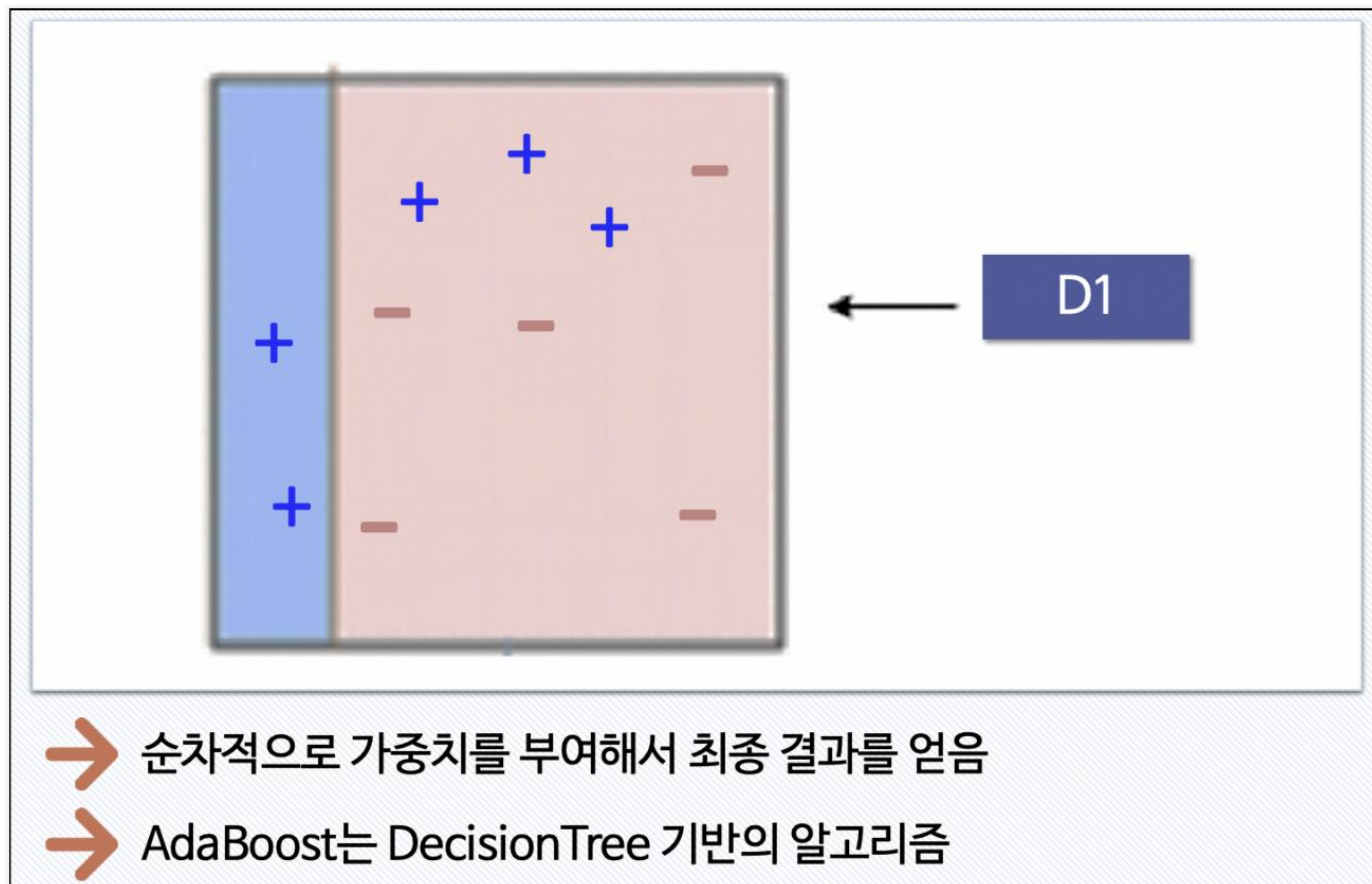 D1
순차적으로 가중치를 부여해서 최종 결과를 얻음
AdaBoost는 DecisionTree 기반의 알고리즘